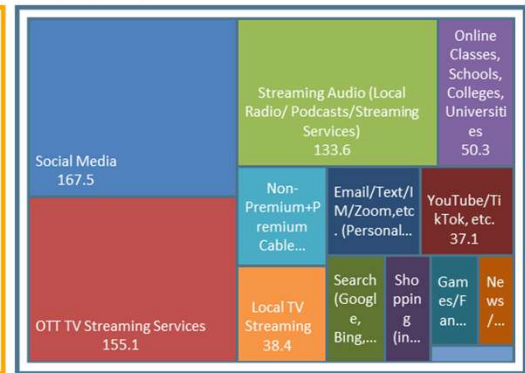 Social Media
167.5
OTT TV Streaming Services
155.1
Streaming Audio (Local
Radio/ Podcasts/Streaming
Services)
133.6
Online
Classes,
Schools,
Colleges,
Universiti
es
50.3
Non-
Premium+P
remium
Cable...
Email/Text/I
M/Zoom,etc
. (Personal...
YouTube/Ti
kTok, etc.
37.1
Local TV
Streaming
38.4
Search
(Googl
e,
Bing,...
Sho
ppin
g
(in...
Gam
es/F
an...
Ne
ws
/...